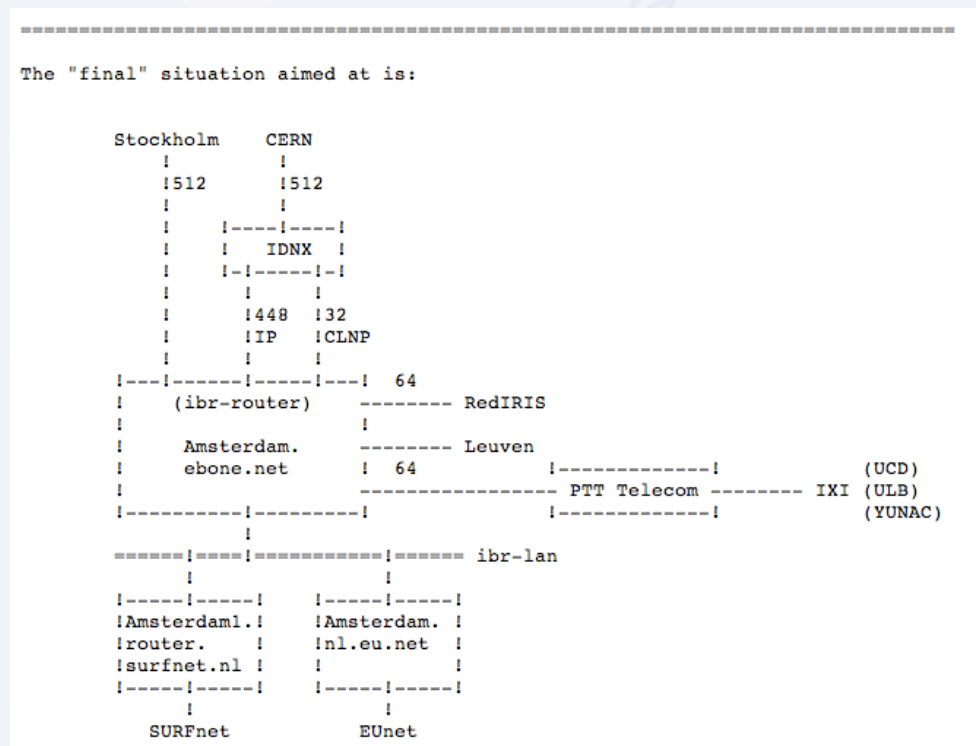 ==============================================================================
The "final" situation aimed at is:
        Stockholm    CERN
            !         !
            !512      !512
            !         !
            !    !----!----!
            !    !   IDNX  !
            !    !-!-----!-!
            !      !     !
            !      !448  !32
            !      !IP   !CLNP
            !      !     !
        !---!------!-----!---!  64
        !    (ibr-router)    -------- RedIRIS
        !                    !
        !     Amsterdam.     -------- Leuven
        !     ebone.net      !  64           !-------------!            (UCD)
        !                    ----------------- PTT Telecom -------- IXI (ULB)
        !----------!---------!               !-------------!            (YUNAC)
                   !
        ======!====!===========!====== ibr-lan
              !                !
        !-----!-----!    !-----!-----!
        !Amsterdam1.!    !Amsterdam. !
        !router.    !    !nl.eu.net  !
        !surfnet.nl !    !           !
        !-----!-----!    !-----!-----!
              !                !
           SURFnet           EUnet